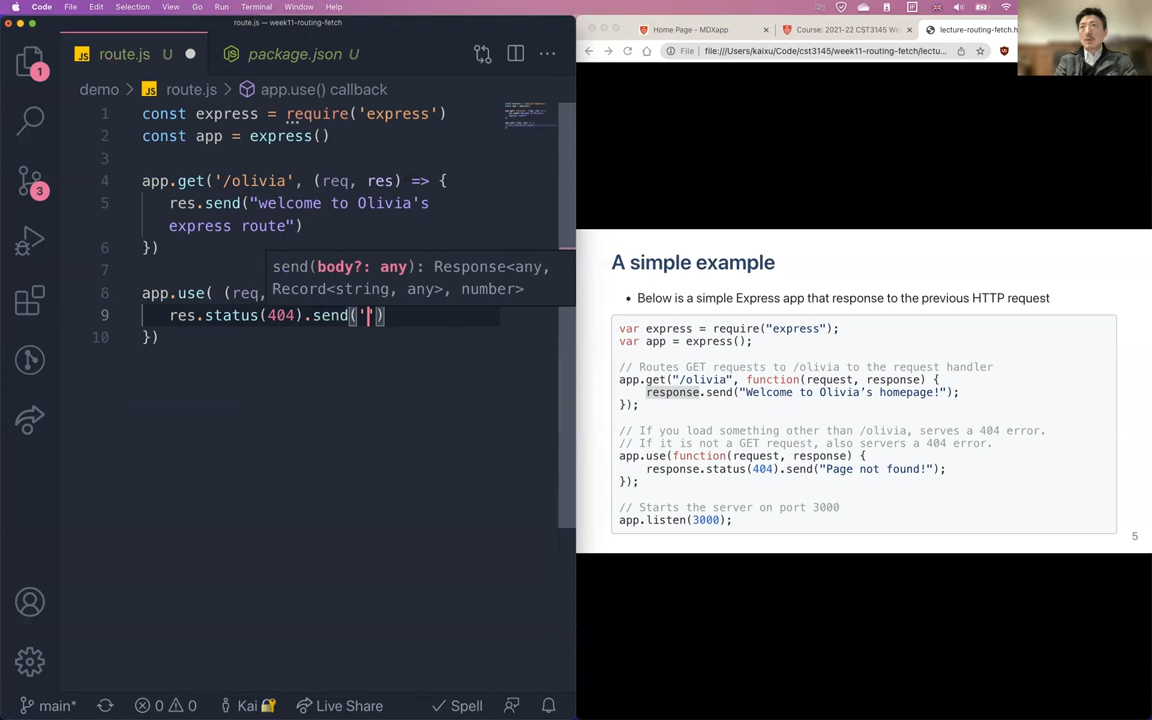 Code File Edit Selection View Go Run Terminal Window Help
route.js — week11-routing-fetch
JS route.js U
package.json U
1
3
demo > JS route.js > app.use() callback
1 const express = require('express')
2 const app = express()
3
4 app.get('/olivia', (req, res) => {
5 res.send("welcome to Olivia's
express route")
6 })
7
8 app.use( (req,
send(body?: any): Response<any,
Record<string, any>, number>
9 res.status(404).send('')
10 })
main* 0 0 Kai Live Share Spell
Home Page - MDXapp
Course: 2021-22 CST3145 We
lecture-routing-fetch.h
File | file:///Users/kaixu/Code/cst3145/week11-routing-fetch/lectu...
A simple example
• Below is a simple Express app that response to the previous HTTP request
var express = require("express");
var app = express();
// Routes GET requests to /olivia to the request handler
app.get("/olivia", function(request, response) {
response.send("Welcome to Olivia’s homepage!");
});
// If you load something other than /olivia, serves a 404 error.
// If it is not a GET request, also servers a 404 error.
app.use(function(request, response) {
response.status(404).send("Page not found!");
});
// Starts the server on port 3000
app.listen(3000);
5